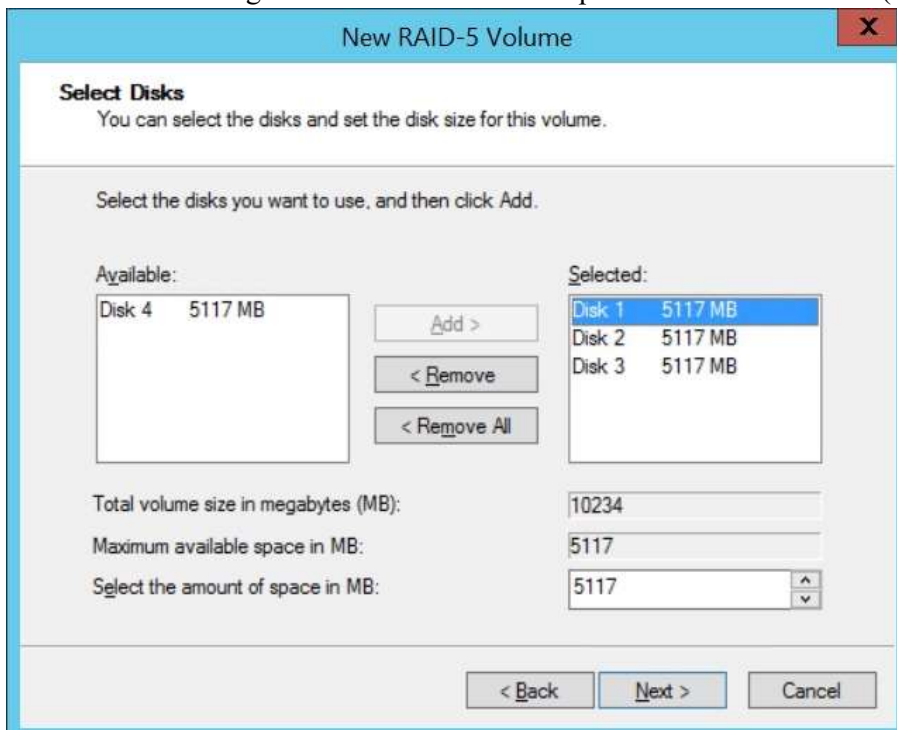 New RAID-5 Volume
X
Select Disks
You can select the disks and set the disk size for this volume.
Select the disks you want to use, and then click Add.
Available:
Disk 4 5117 MB
Add >
< Remove
< Remove All
Selected:
Disk 1 5117 MB
Disk 2 5117 MB
Disk 3 5117 MB
Total volume size in megabytes (MB): 10234
Maximum available space in MB: 5117
Select the amount of space in MB: 5117
< Back Next > Cancel